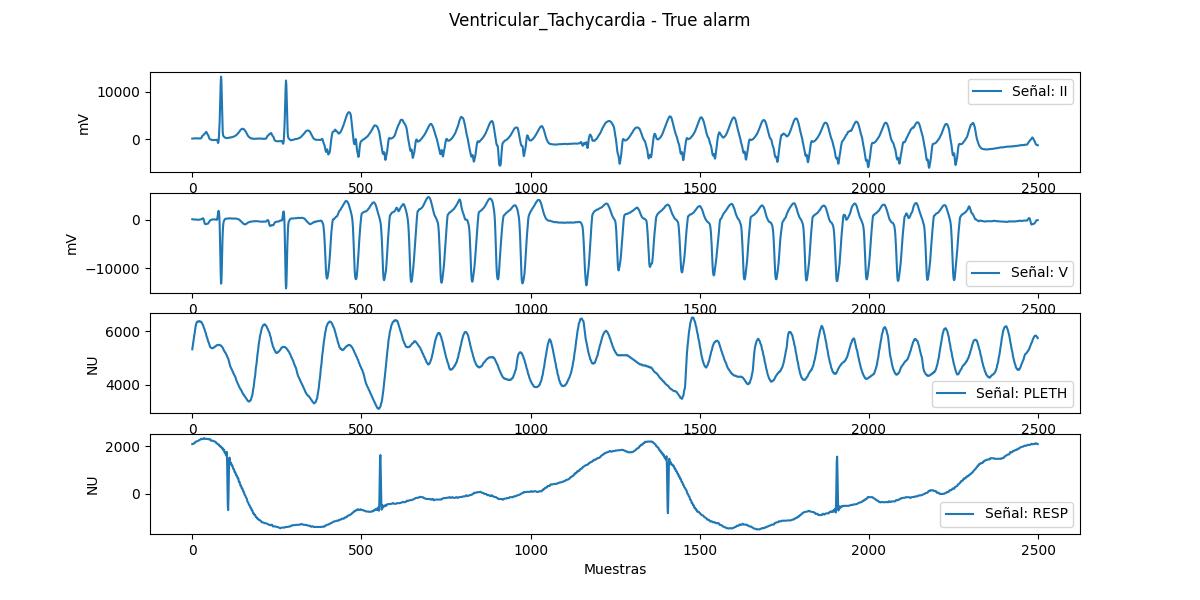 Ventricular_Tachycardia - True alarm
10000
0
mV
Señal: II
0 500 1000 1500 2000 2500
0
−10000
mV
Señal: V
0 500 1000 1500 2000 2500
6000
4000
NU
Señal: PLETH
0 500 1000 1500 2000 2500
2000
0
NU
Señal: RESP
0 500 1000 1500 2000 2500
Muestras